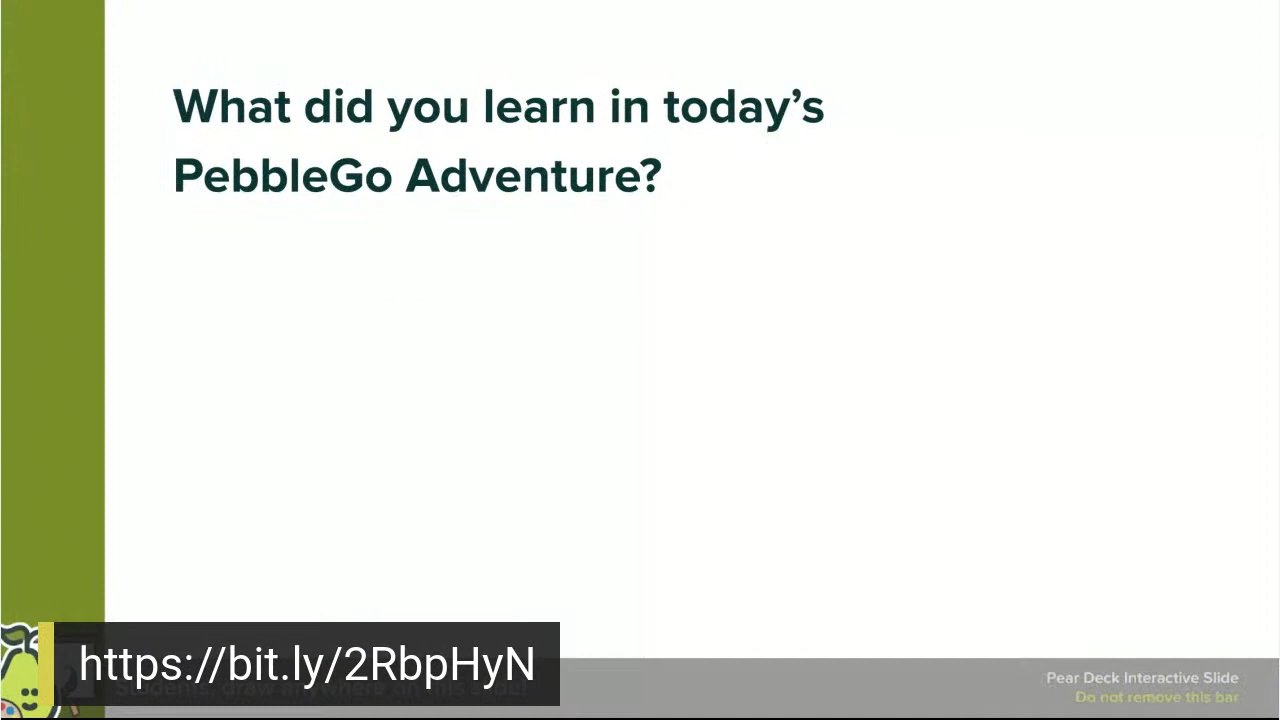 What did you learn in today’s
PebbleGo Adventure?
https://bit.ly/2RbpHyN
Pear Deck Interactive Slide
Do not remove this bar